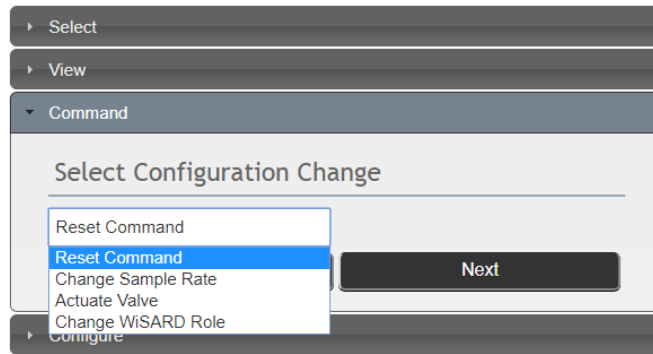 Select
View
Command
Select Configuration Change
Reset Command
Reset Command
Change Sample Rate
Next
Actuate Valve
Change WiSARD Role
Configure